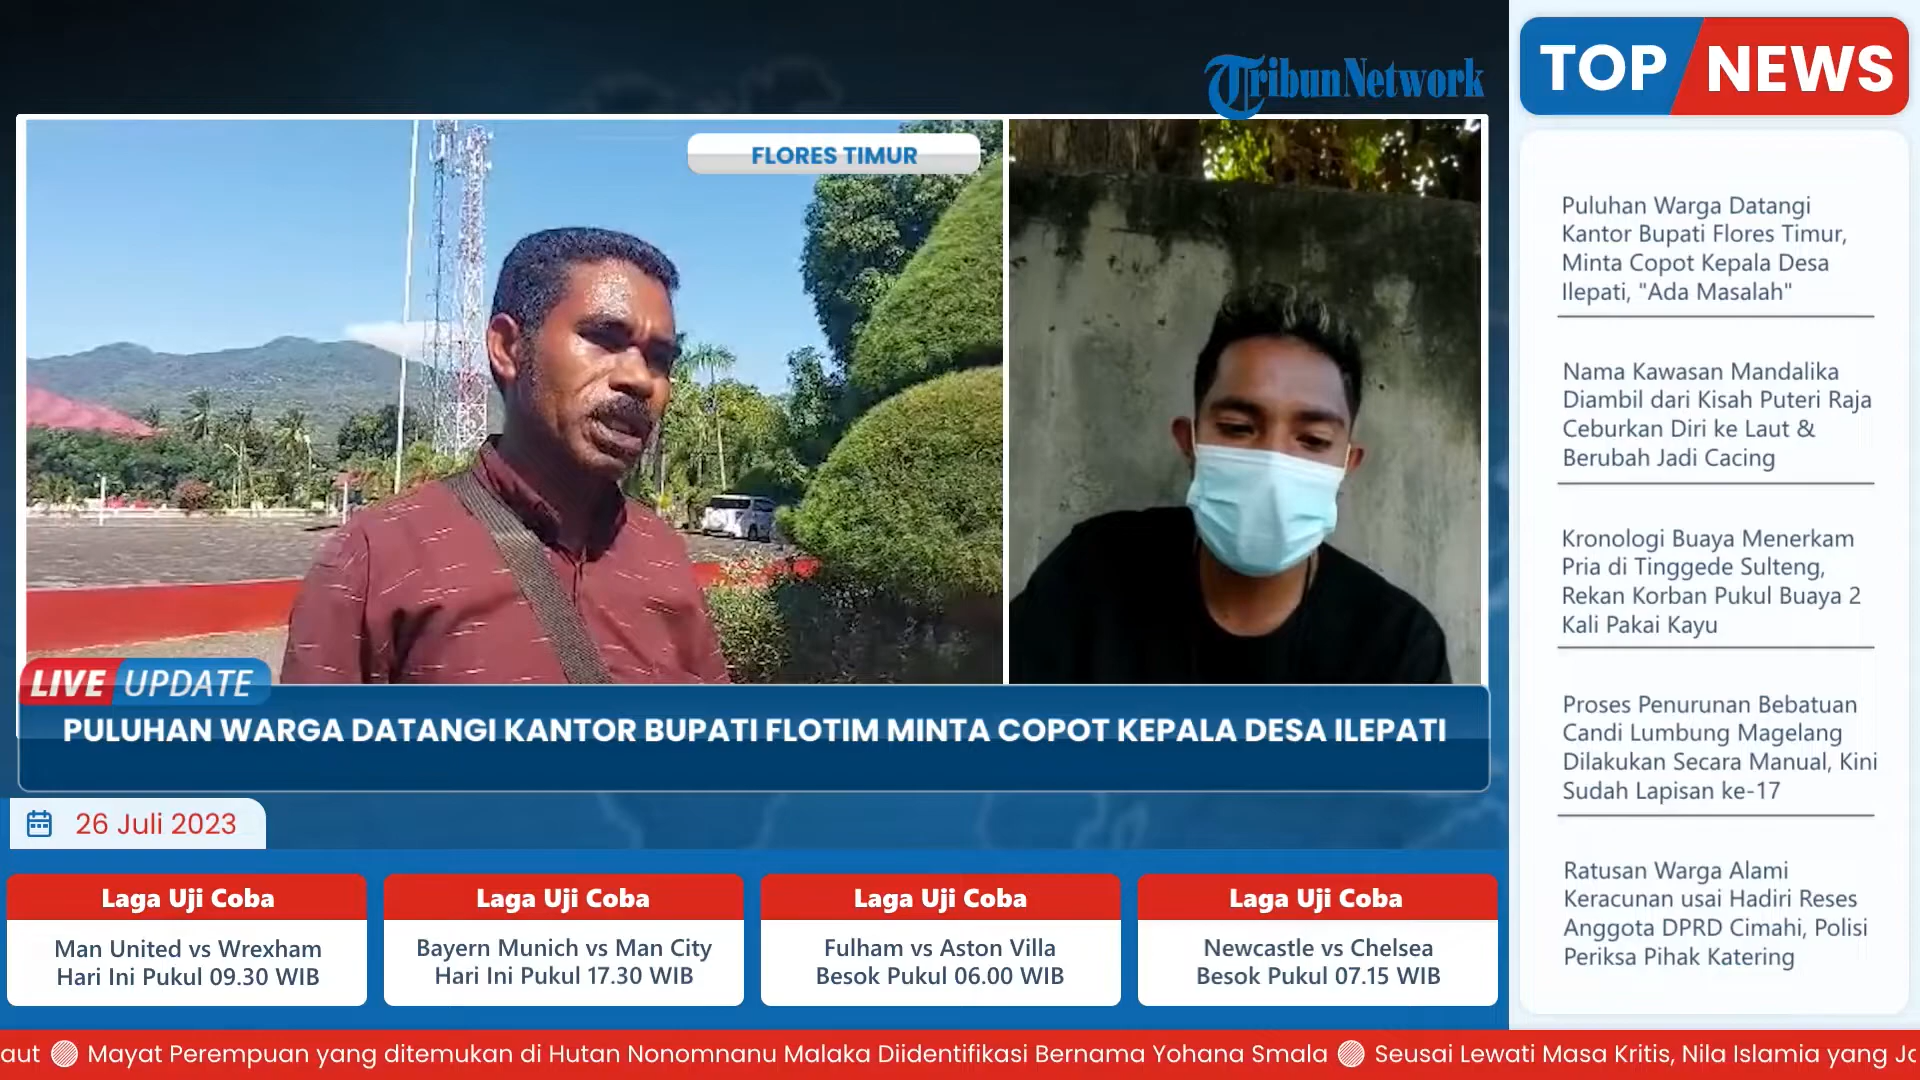 TribunNetwork
FLORES TIMUR
LIVE UPDATE
PULUHAN WARGA DATANGI KANTOR BUPATI FLOTIM MINTA COPOT KEPALA DESA ILEPATI
26 Juli 2023
Laga Uji Coba
Man United vs Wrexham
Hari Ini Pukul 09.30 WIB
Laga Uji Coba
Bayern Munich vs Man City
Hari Ini Pukul 17.30 WIB
Laga Uji Coba
Fulham vs Aston Villa
Besok Pukul 06.00 WIB
Laga Uji Coba
Newcastle vs Chelsea
Besok Pukul 07.15 WIB
TOP NEWS
Puluhan Warga Datangi
Kantor Bupati Flores Timur,
Minta Copot Kepala Desa
Ilepati, "Ada Masalah"
Nama Kawasan Mandalika
Diambil dari Kisah Puteri Raja
Ceburkan Diri ke Laut &
Berubah Jadi Cacing
Kronologi Buaya Menerkam
Pria di Tinggede Sulteng,
Rekan Korban Pukul Buaya 2
Kali Pakai Kayu
Proses Penurunan Bebatuan
Candi Lumbung Magelang
Dilakukan Secara Manual, Kini
Sudah Lapisan ke-17
Ratusan Warga Alami
Keracunan usai Hadiri Reses
Anggota DPRD Cimahi, Polisi
Periksa Pihak Katering
aut Mayat Perempuan yang ditemukan di Hutan Nonomnanu Malaka Diidentifikasi Bernama Yohana Smala Seusai Lewati Masa Kritis, Nila Islamia yang